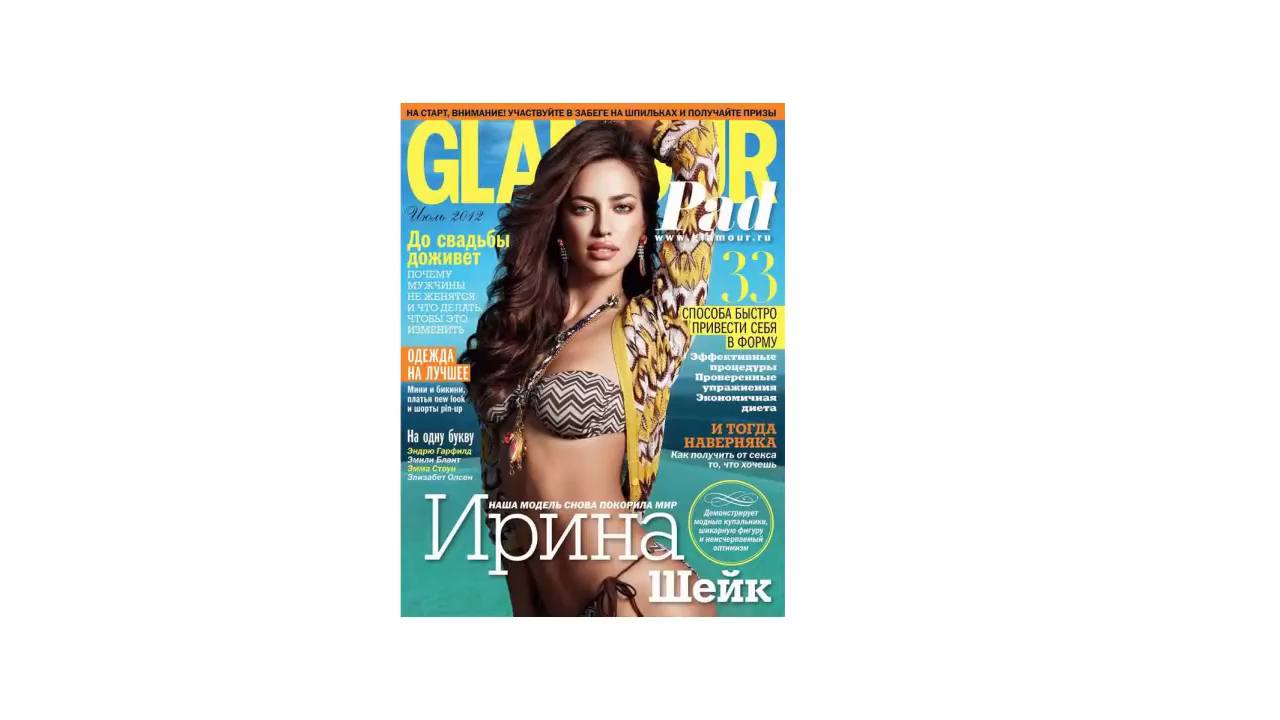 НА СТАРТ, ВНИМАНИЕ! УЧАСТВУЙТЕ В ЗАБЕГЕ НА ШПИЛЬКАХ И ПОЛУЧАЙТЕ ПРИЗЫ
GLAMOUR
Pad
Июль 2012
www.glamour.ru
До свадьбы
доживет
ПОЧЕМУ
МУЖЧИНЫ
НЕ ЖЕНЯТСЯ
И ЧТО ДЕЛАТЬ,
ЧТОБЫ ЭТО
ИЗМЕНИТЬ
ОДЕЖДА
НА ЛУЧШЕЕ
Мини и бикини,
платья new look
и шорты pin-up
На одну букву
Эндрю Гарфилд
Эмили Блант
Эмма Стоун
Элизабет Олсен
33
СПОСОБА БЫСТРО
ПРИВЕСТИ СЕБЯ
В ФОРМУ
Эффективные
процедуры
Проверенные
упражнения
Экономичная
диета
И ТОГДА
НАВЕРНЯКА
Как получить от секса
то, что хочешь
НАША МОДЕЛЬ СНОВА ПОКОРИЛА МИР
Ирина
Шейк
Демонстрирует
модные купальники,
шикарную фигуру
и неисчерпаемый
оптимизм